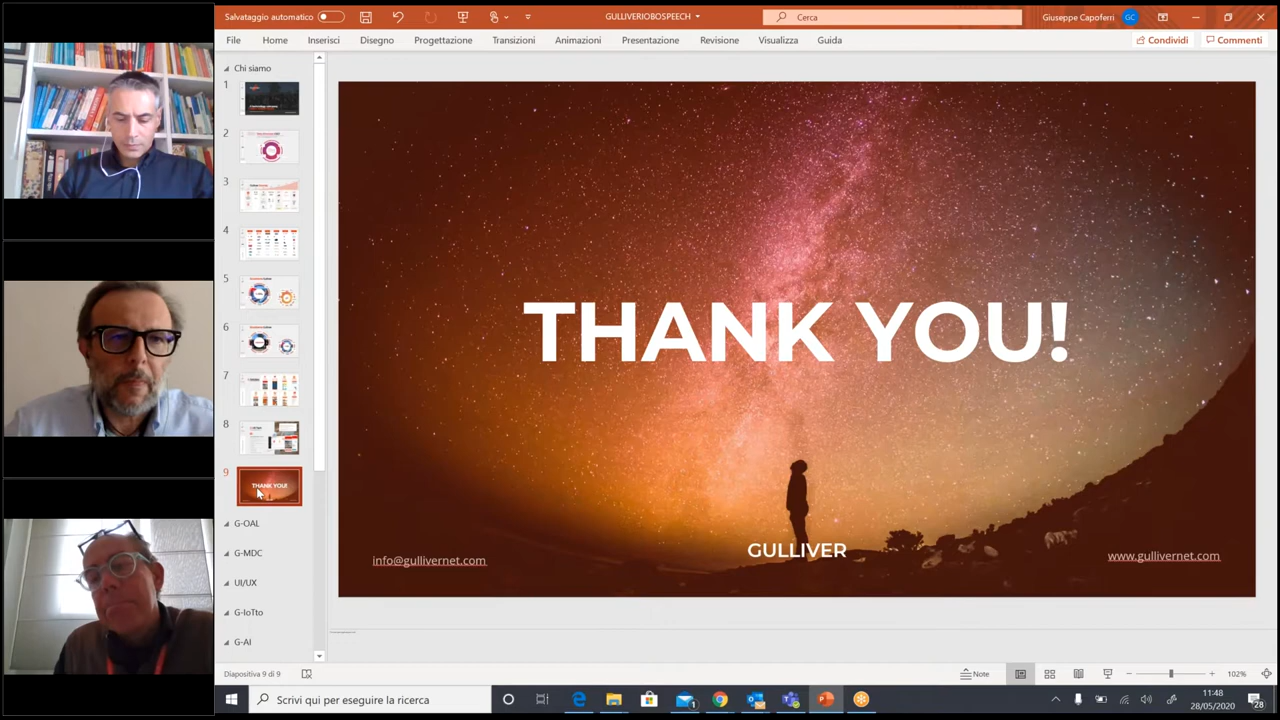 Salvataggio automatico
GULLIVERIOBOSPEECH
Cerca
Giuseppe Capoferri
GC
File
Home
Inserisci
Disegno
Progettazione
Transizioni
Animazioni
Presentazione
Revisione
Visualizza
Guida
Condividi
Commenti
Chi siamo
1
2
3
4
5
6
7
8
9
THANK YOU!
G-OAL
G-MDC
UI/UX
G-IoTto
G-AI
THANK YOU!
GULLIVER
info@gullivernet.com
www.gullivernet.com
Diapositiva 9 di 9
Note
102%
Scrivi qui per eseguire la ricerca
1
11:48
28/05/2020
28